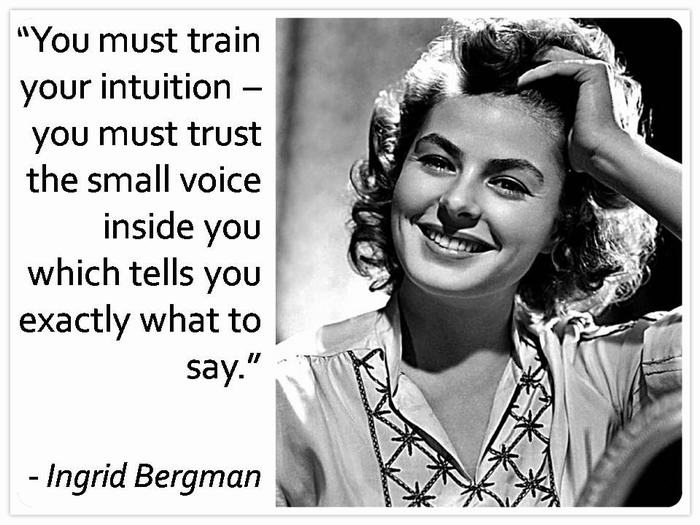 “You must train
your intuition –
you must trust
the small voice
inside you
which tells you
exactly what to
say.”
- Ingrid Bergman